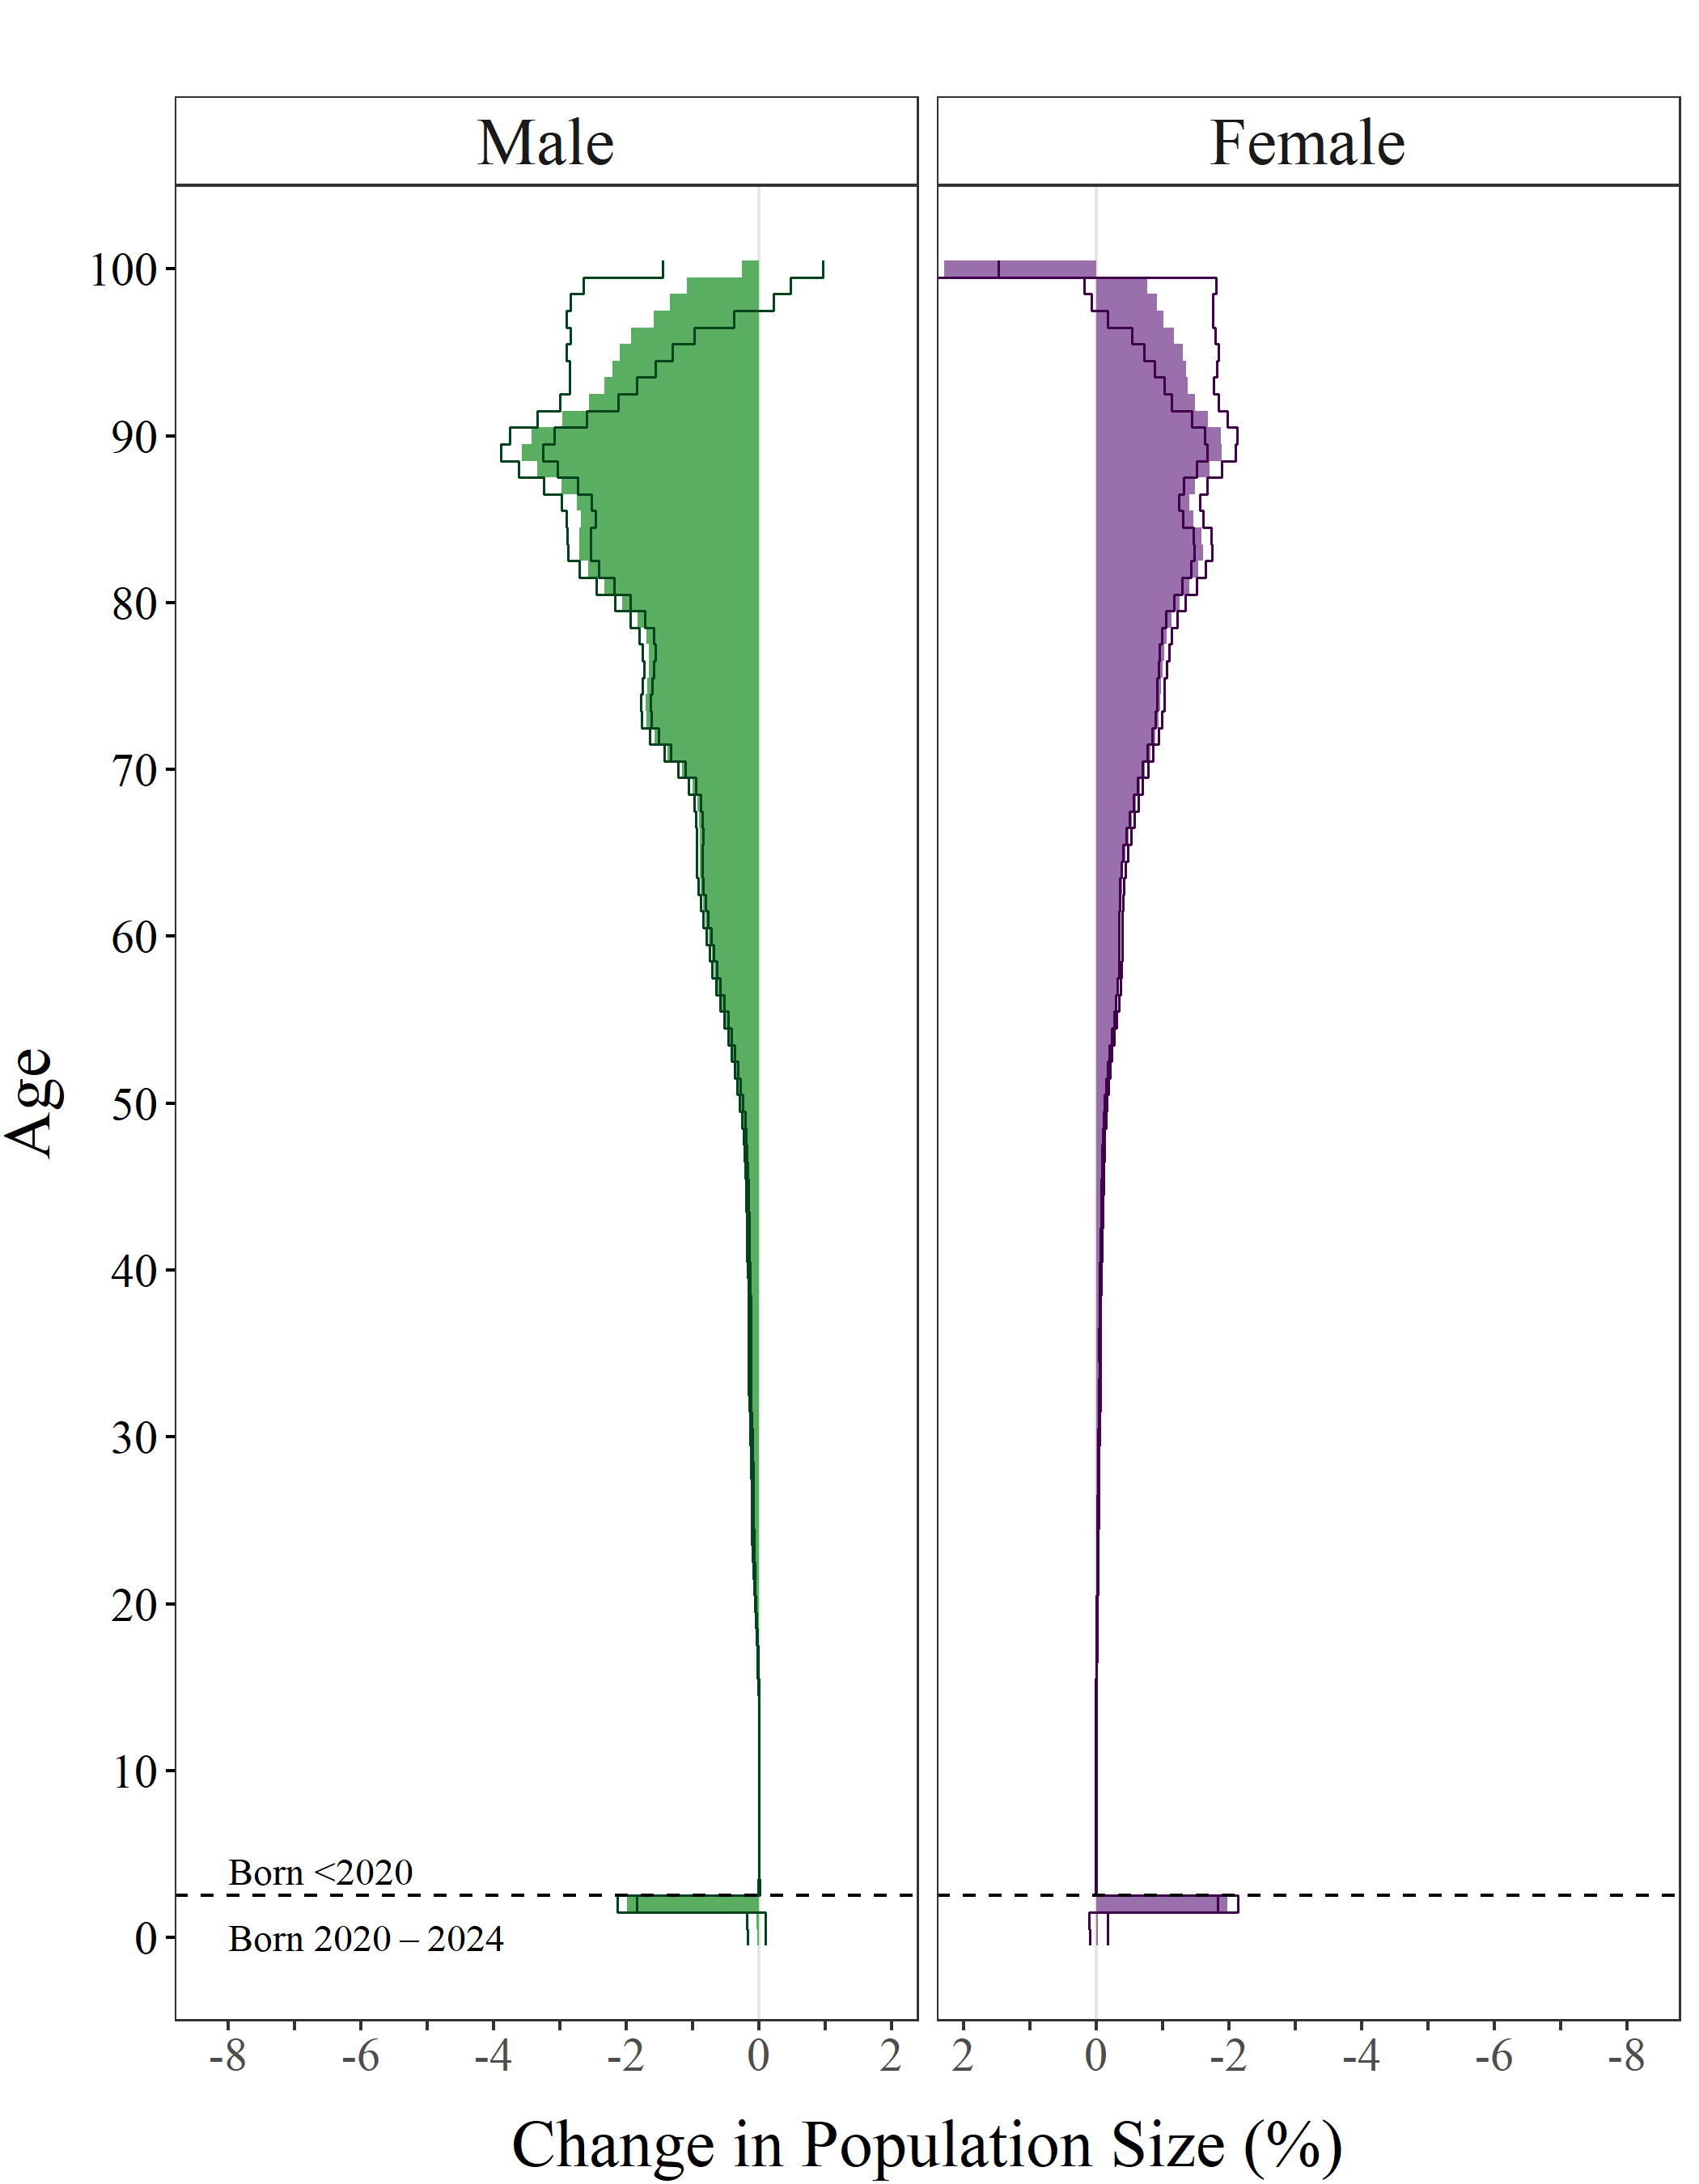 Male
Female
100
90
80
70
60
50
40
30
20
10
0
Age
Born <2020
Born 2020 – 2024
-8 -6 -4 -2 0 2
2 0 -2 -4 -6 -8
Change in Population Size (%)